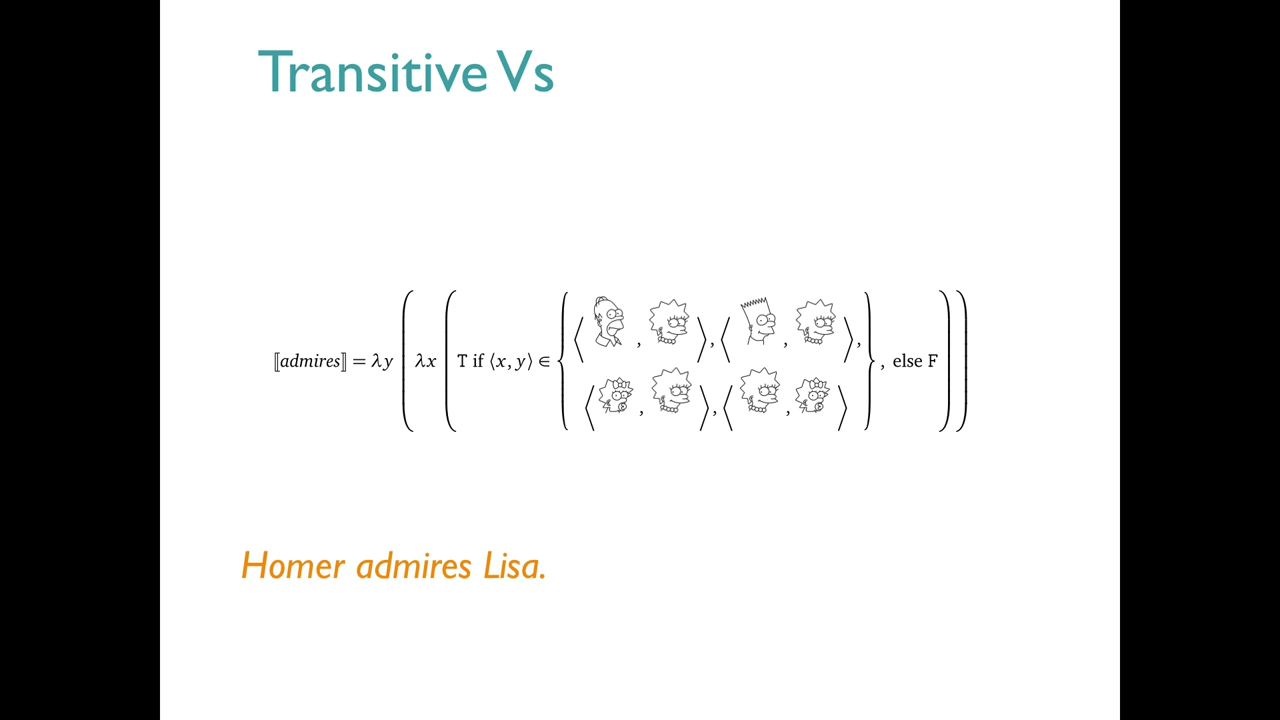 Transitive Vs
⟦admires⟧ = λy ( λx ( T if ⟨x, y⟩ ∈ { ⟨ , ⟩, ⟨ , ⟩, ⟨ , ⟩, ⟨ , ⟩ } , else F ) )
Homer admires Lisa.